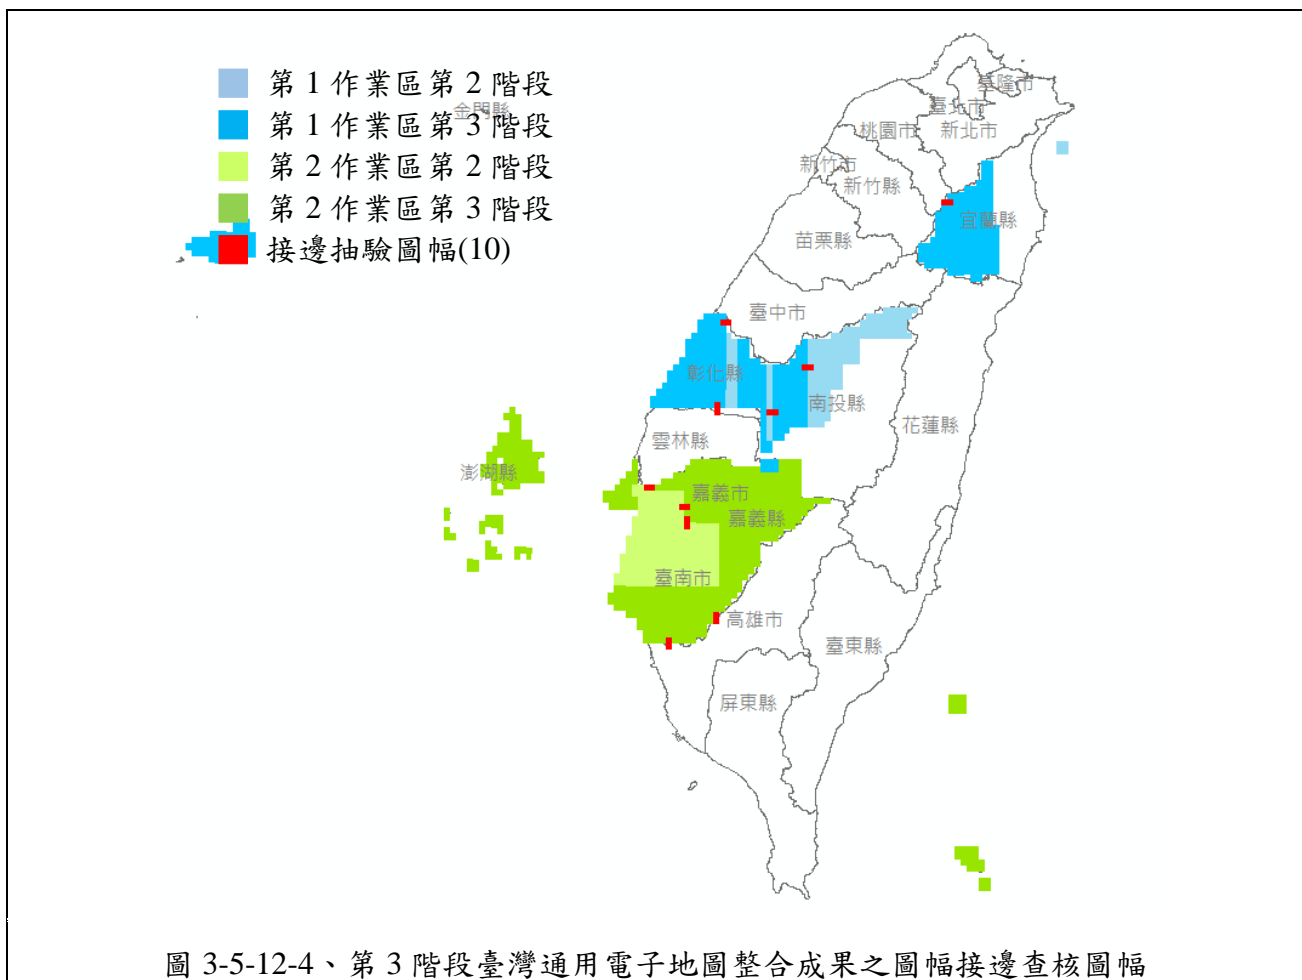 第 1 作業區第 2 階段
第 1 作業區第 3 階段
第 2 作業區第 2 階段
第 2 作業區第 3 階段
接邊抽驗圖幅(10)
金門縣
基隆市
臺北市
桃園市
新北市
新竹市
新竹縣
宜蘭縣
苗栗縣
臺中市
彰化縣
南投縣
花蓮縣
雲林縣
澎湖縣
嘉義市
嘉義縣
臺南市
高雄市
臺東縣
屏東縣
圖 3-5-12-4、第 3 階段臺灣通用電子地圖整合成果之圖幅接邊查核圖幅